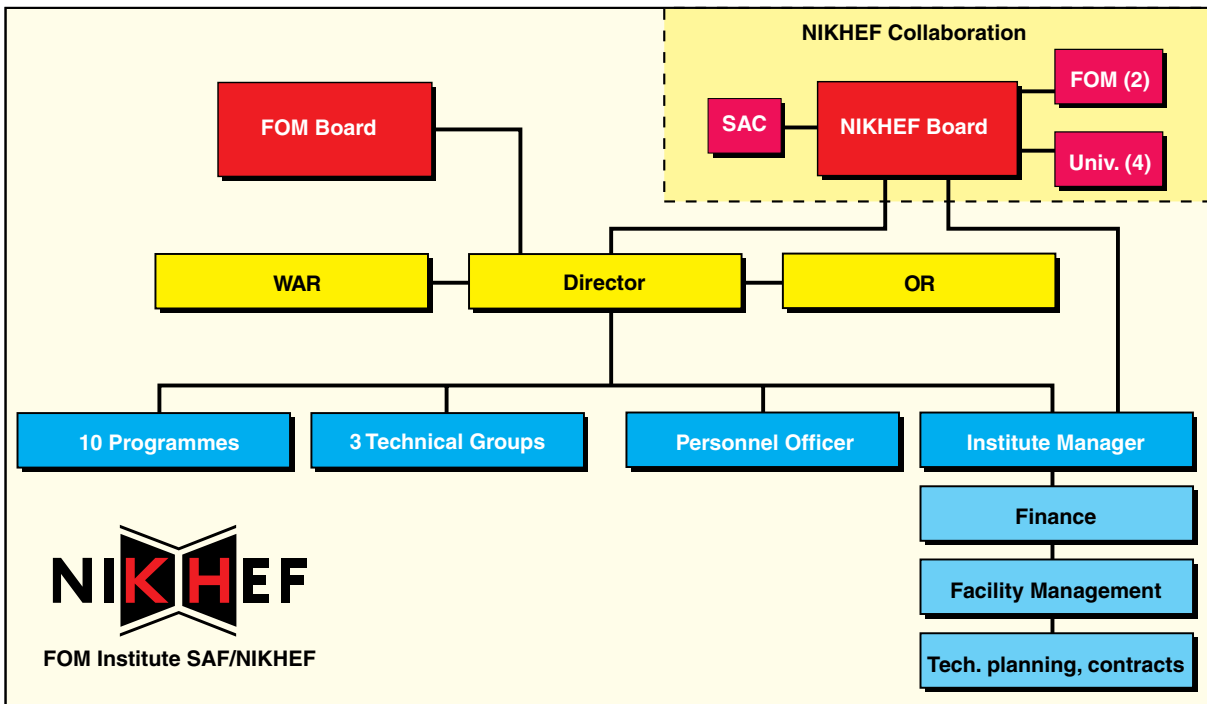 NIKHEF Collaboration
FOM Board
SAC
NIKHEF Board
FOM (2)
Univ. (4)
WAR
Director
OR
10 Programmes
3 Technical Groups
Personnel Officer
Institute Manager
Finance
Facility Management
Tech. planning, contracts
NIKHEF
FOM Institute SAF/NIKHEF